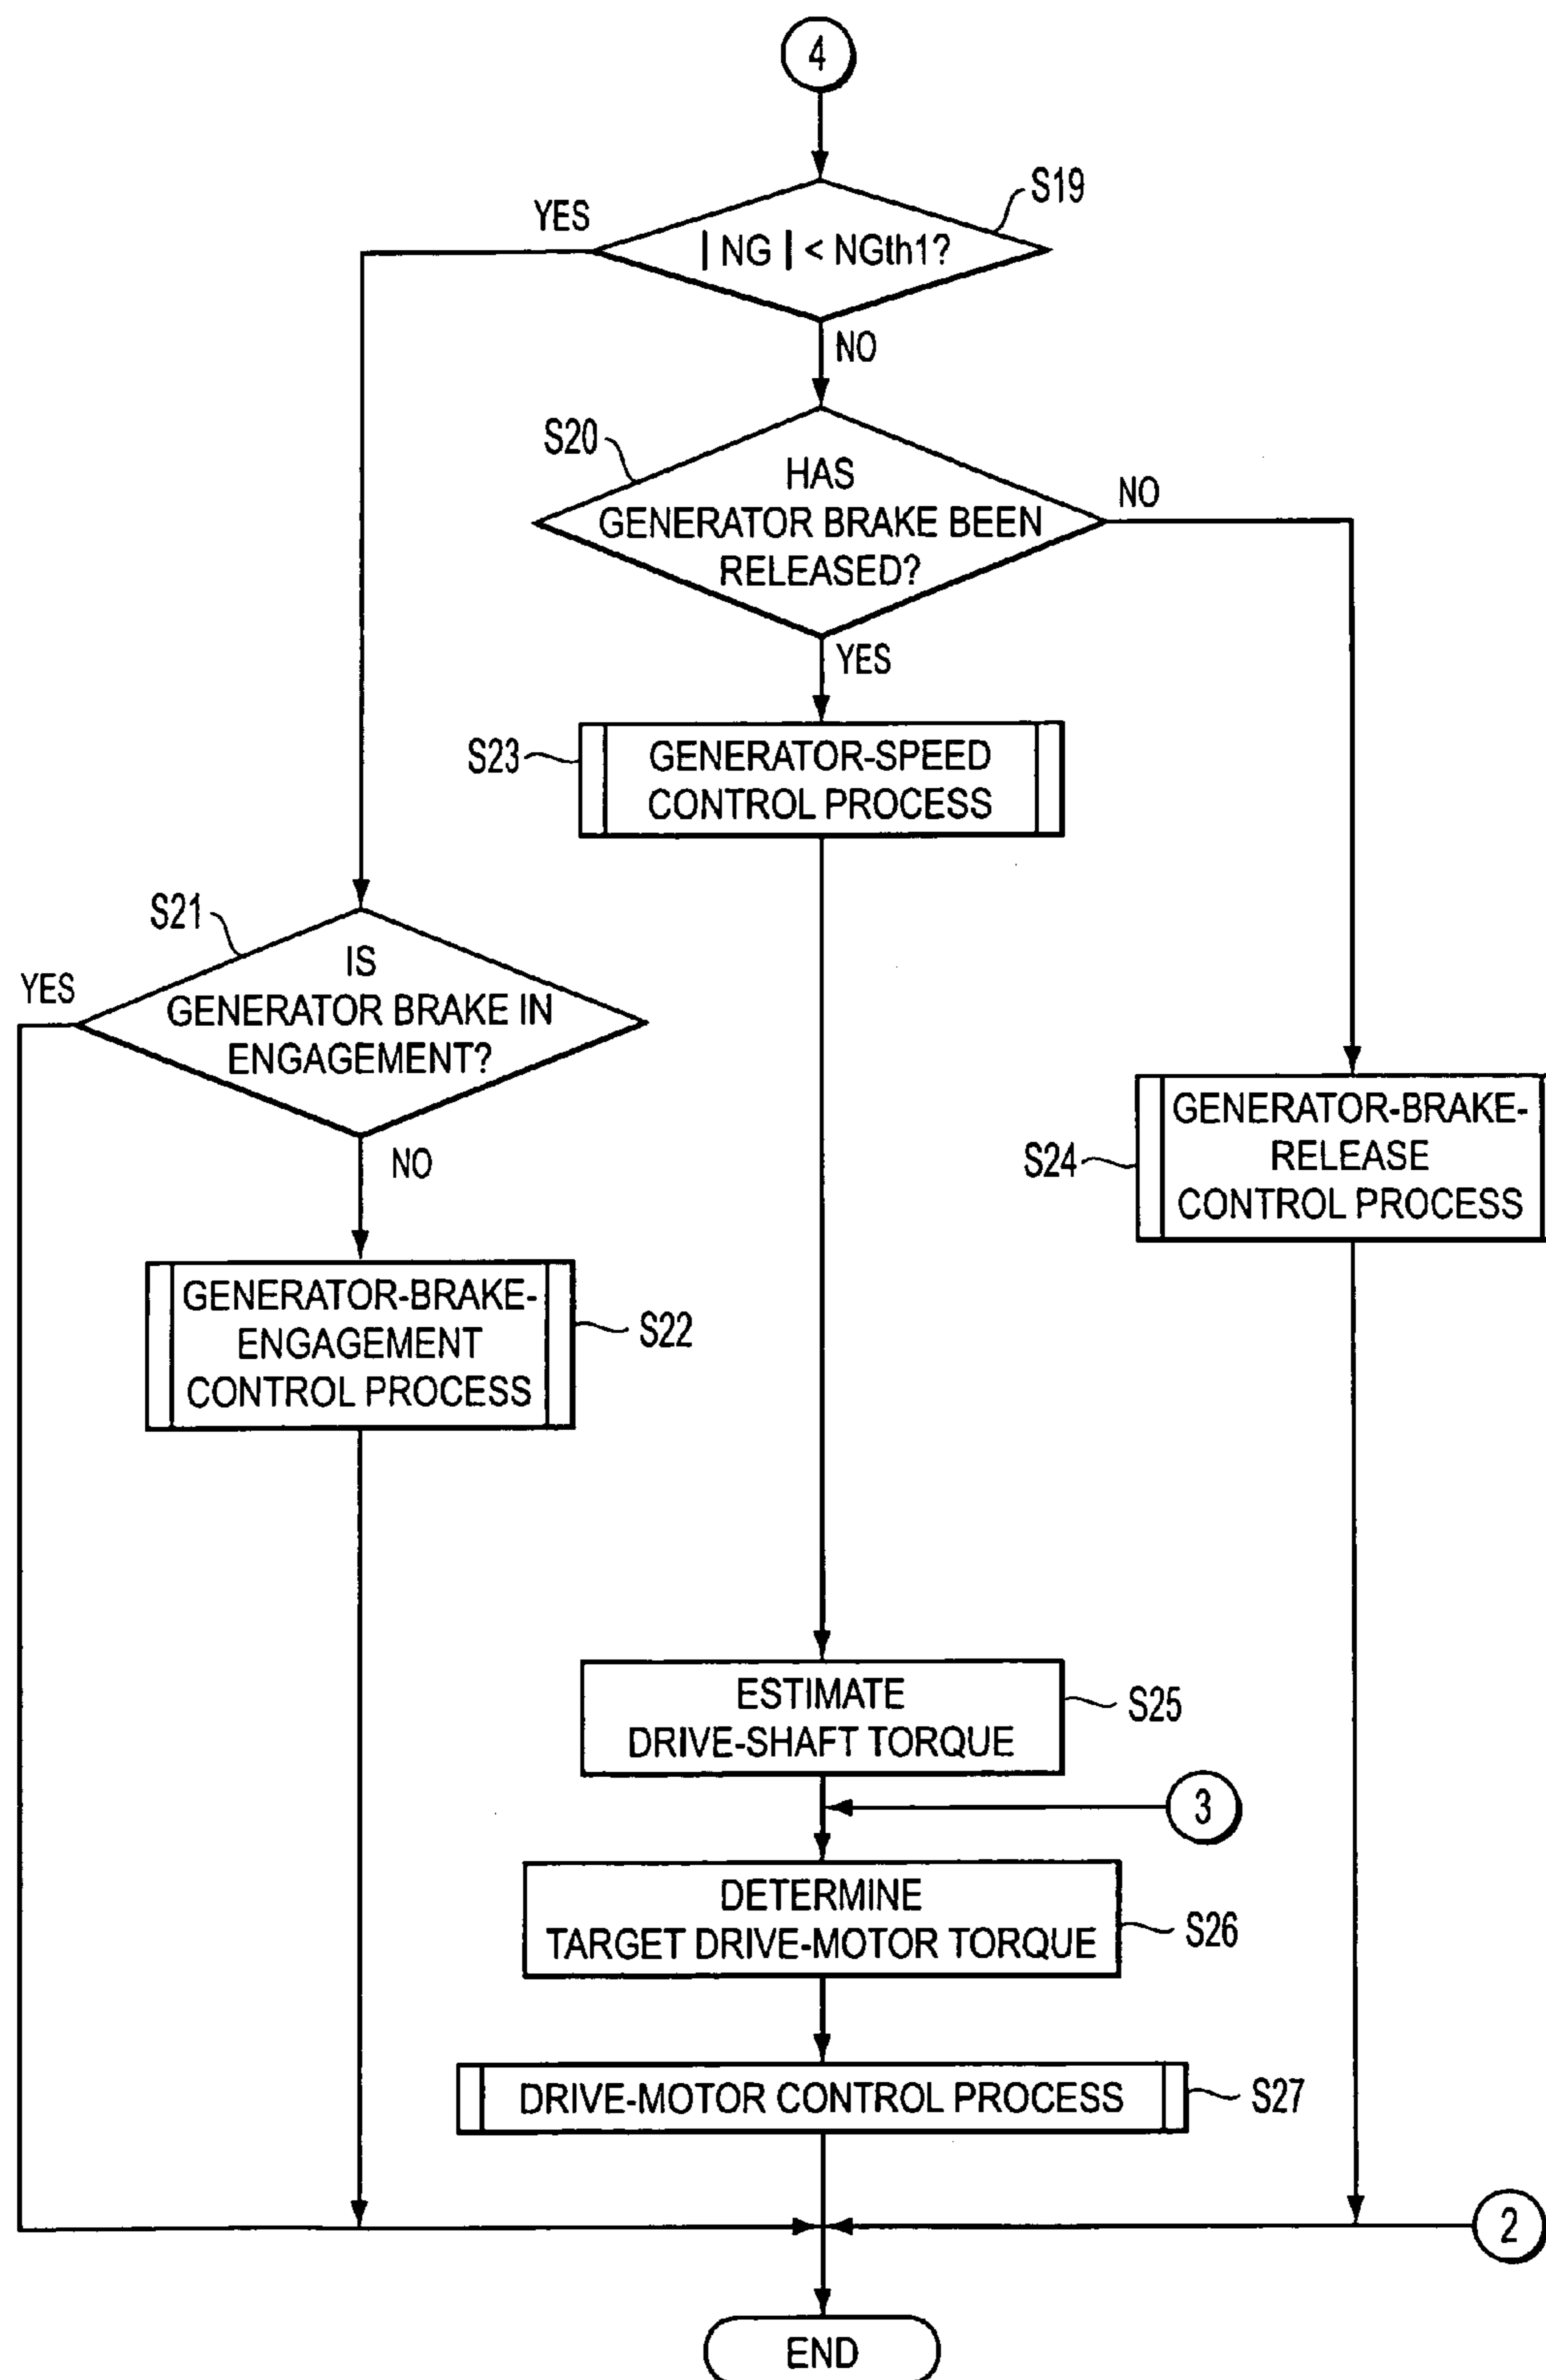 4
S19
YES
| NG | < NGth1?
NO
S20
HAS
GENERATOR BRAKE BEEN
RELEASED?
NO
YES
S23
GENERATOR-SPEED
CONTROL PROCESS
S21
YES
IS
GENERATOR BRAKE IN
ENGAGEMENT?
NO
S24
GENERATOR-BRAKE-
RELEASE
CONTROL PROCESS
GENERATOR-BRAKE-
ENGAGEMENT
CONTROL PROCESS
S22
ESTIMATE
DRIVE-SHAFT TORQUE
S25
3
DETERMINE
TARGET DRIVE-MOTOR TORQUE
S26
DRIVE-MOTOR CONTROL PROCESS
S27
2
END